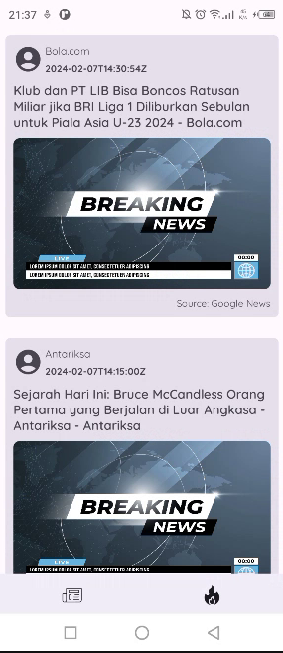 21:37
Bola.com
2024-02-07T14:30:54Z
Klub dan PT LIB Bisa Boncos Ratusan
Miliar jika BRI Liga 1 Diliburkan Sebulan
untuk Piala Asia U-23 2024 - Bola.com
BREAKING
NEWS
LIVE
00:00
LOREM IPSUM DOLOR SIT AMET, CONSECTETUER ADIPISCING
LOREM IPSUM DOLOR SIT AMET, CONSECTETUER ADIPISCING
Source: Google News
Antariksa
2024-02-07T14:15:00Z
Sejarah Hari Ini: Bruce McCandless Orang
Pertama yang Berjalan di Luar Angkasa -
Antariksa - Antariksa
BREAKING
NEWS
LIVE
00:00
LOREM IPSUM DOLOR SIT AMET, CONSECTETUER ADIPISCING